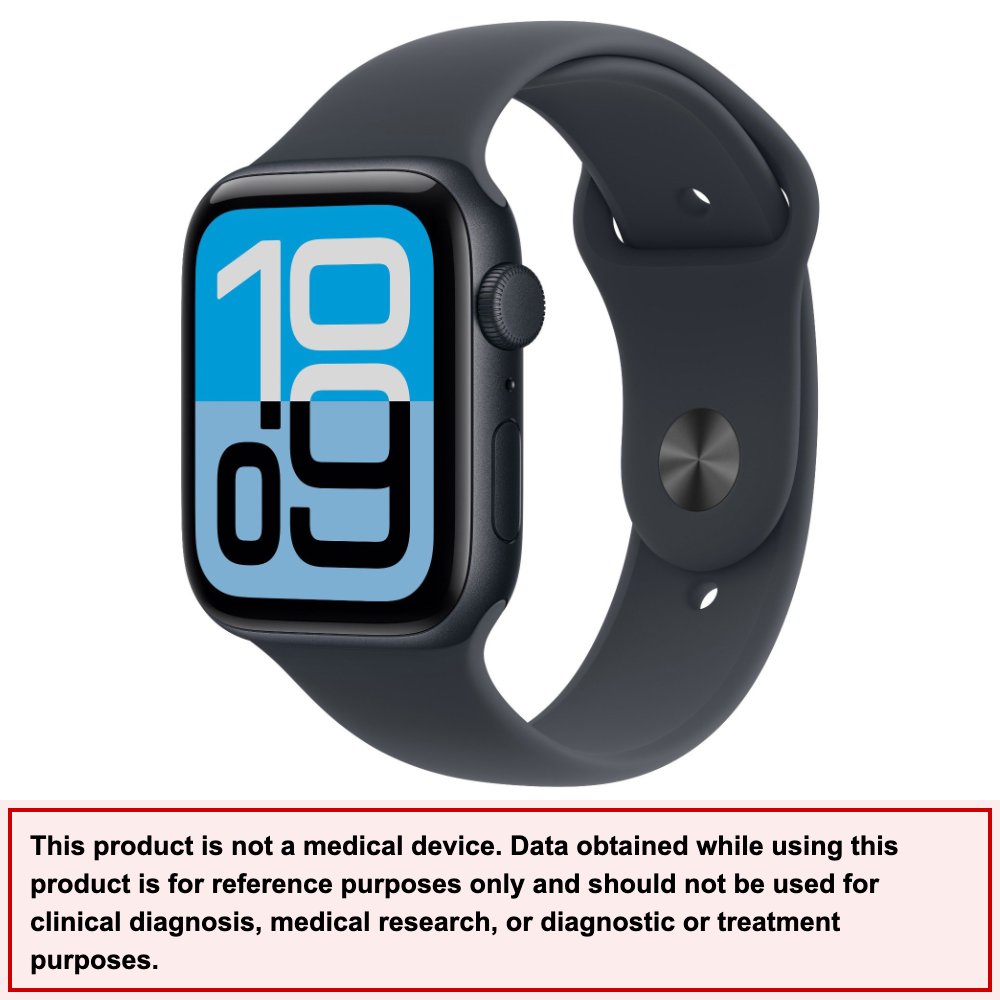 10
09
This product is not a medical device. Data obtained while using this
product is for reference purposes only and should not be used for
clinical diagnosis, medical research, or diagnostic or treatment
purposes.